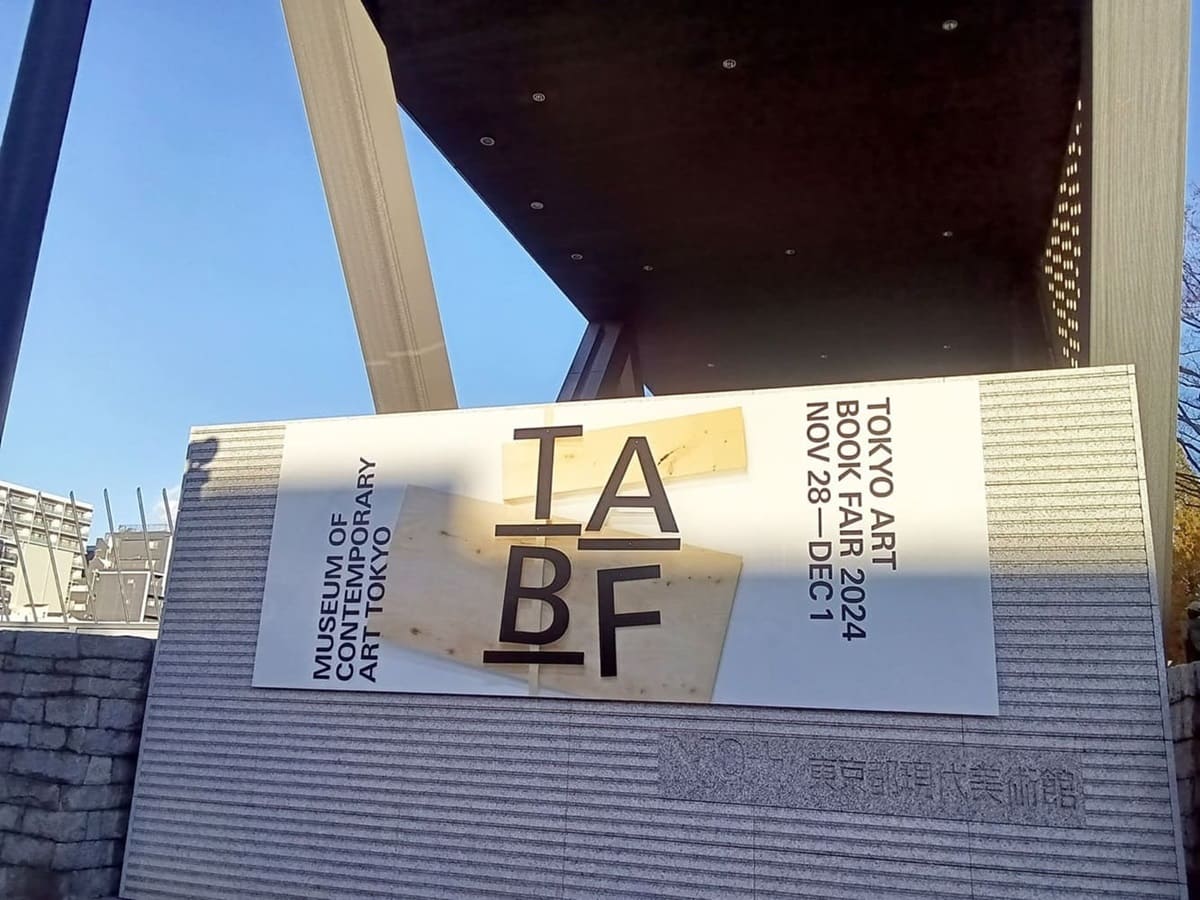 MUSEUM OF
CONTEMPORARY
ART TOKYO
TA
BF
TOKYO ART
BOOK FAIR 2024
NOV 28—DEC 1
東京都現代美術館